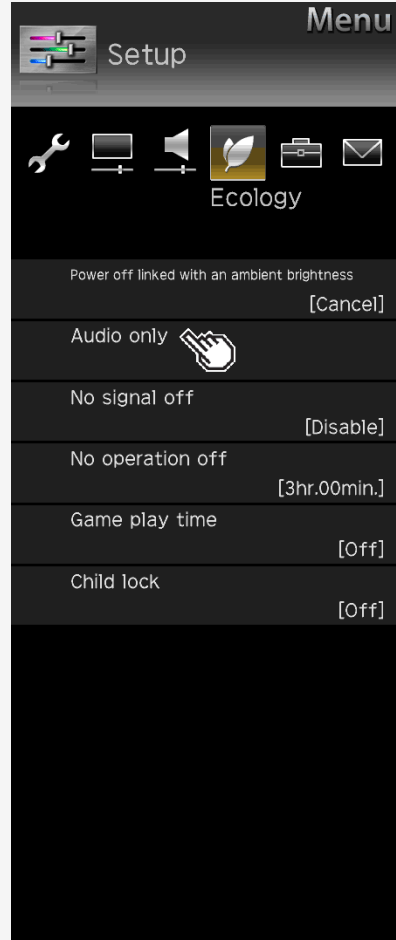 Menu
Setup
Ecology
Power off linked with an ambient brightness
[Cancel]
Audio only
No signal off
[Disable]
No operation off
[3hr.00min.]
Game play time
[Off]
Child lock
[Off]